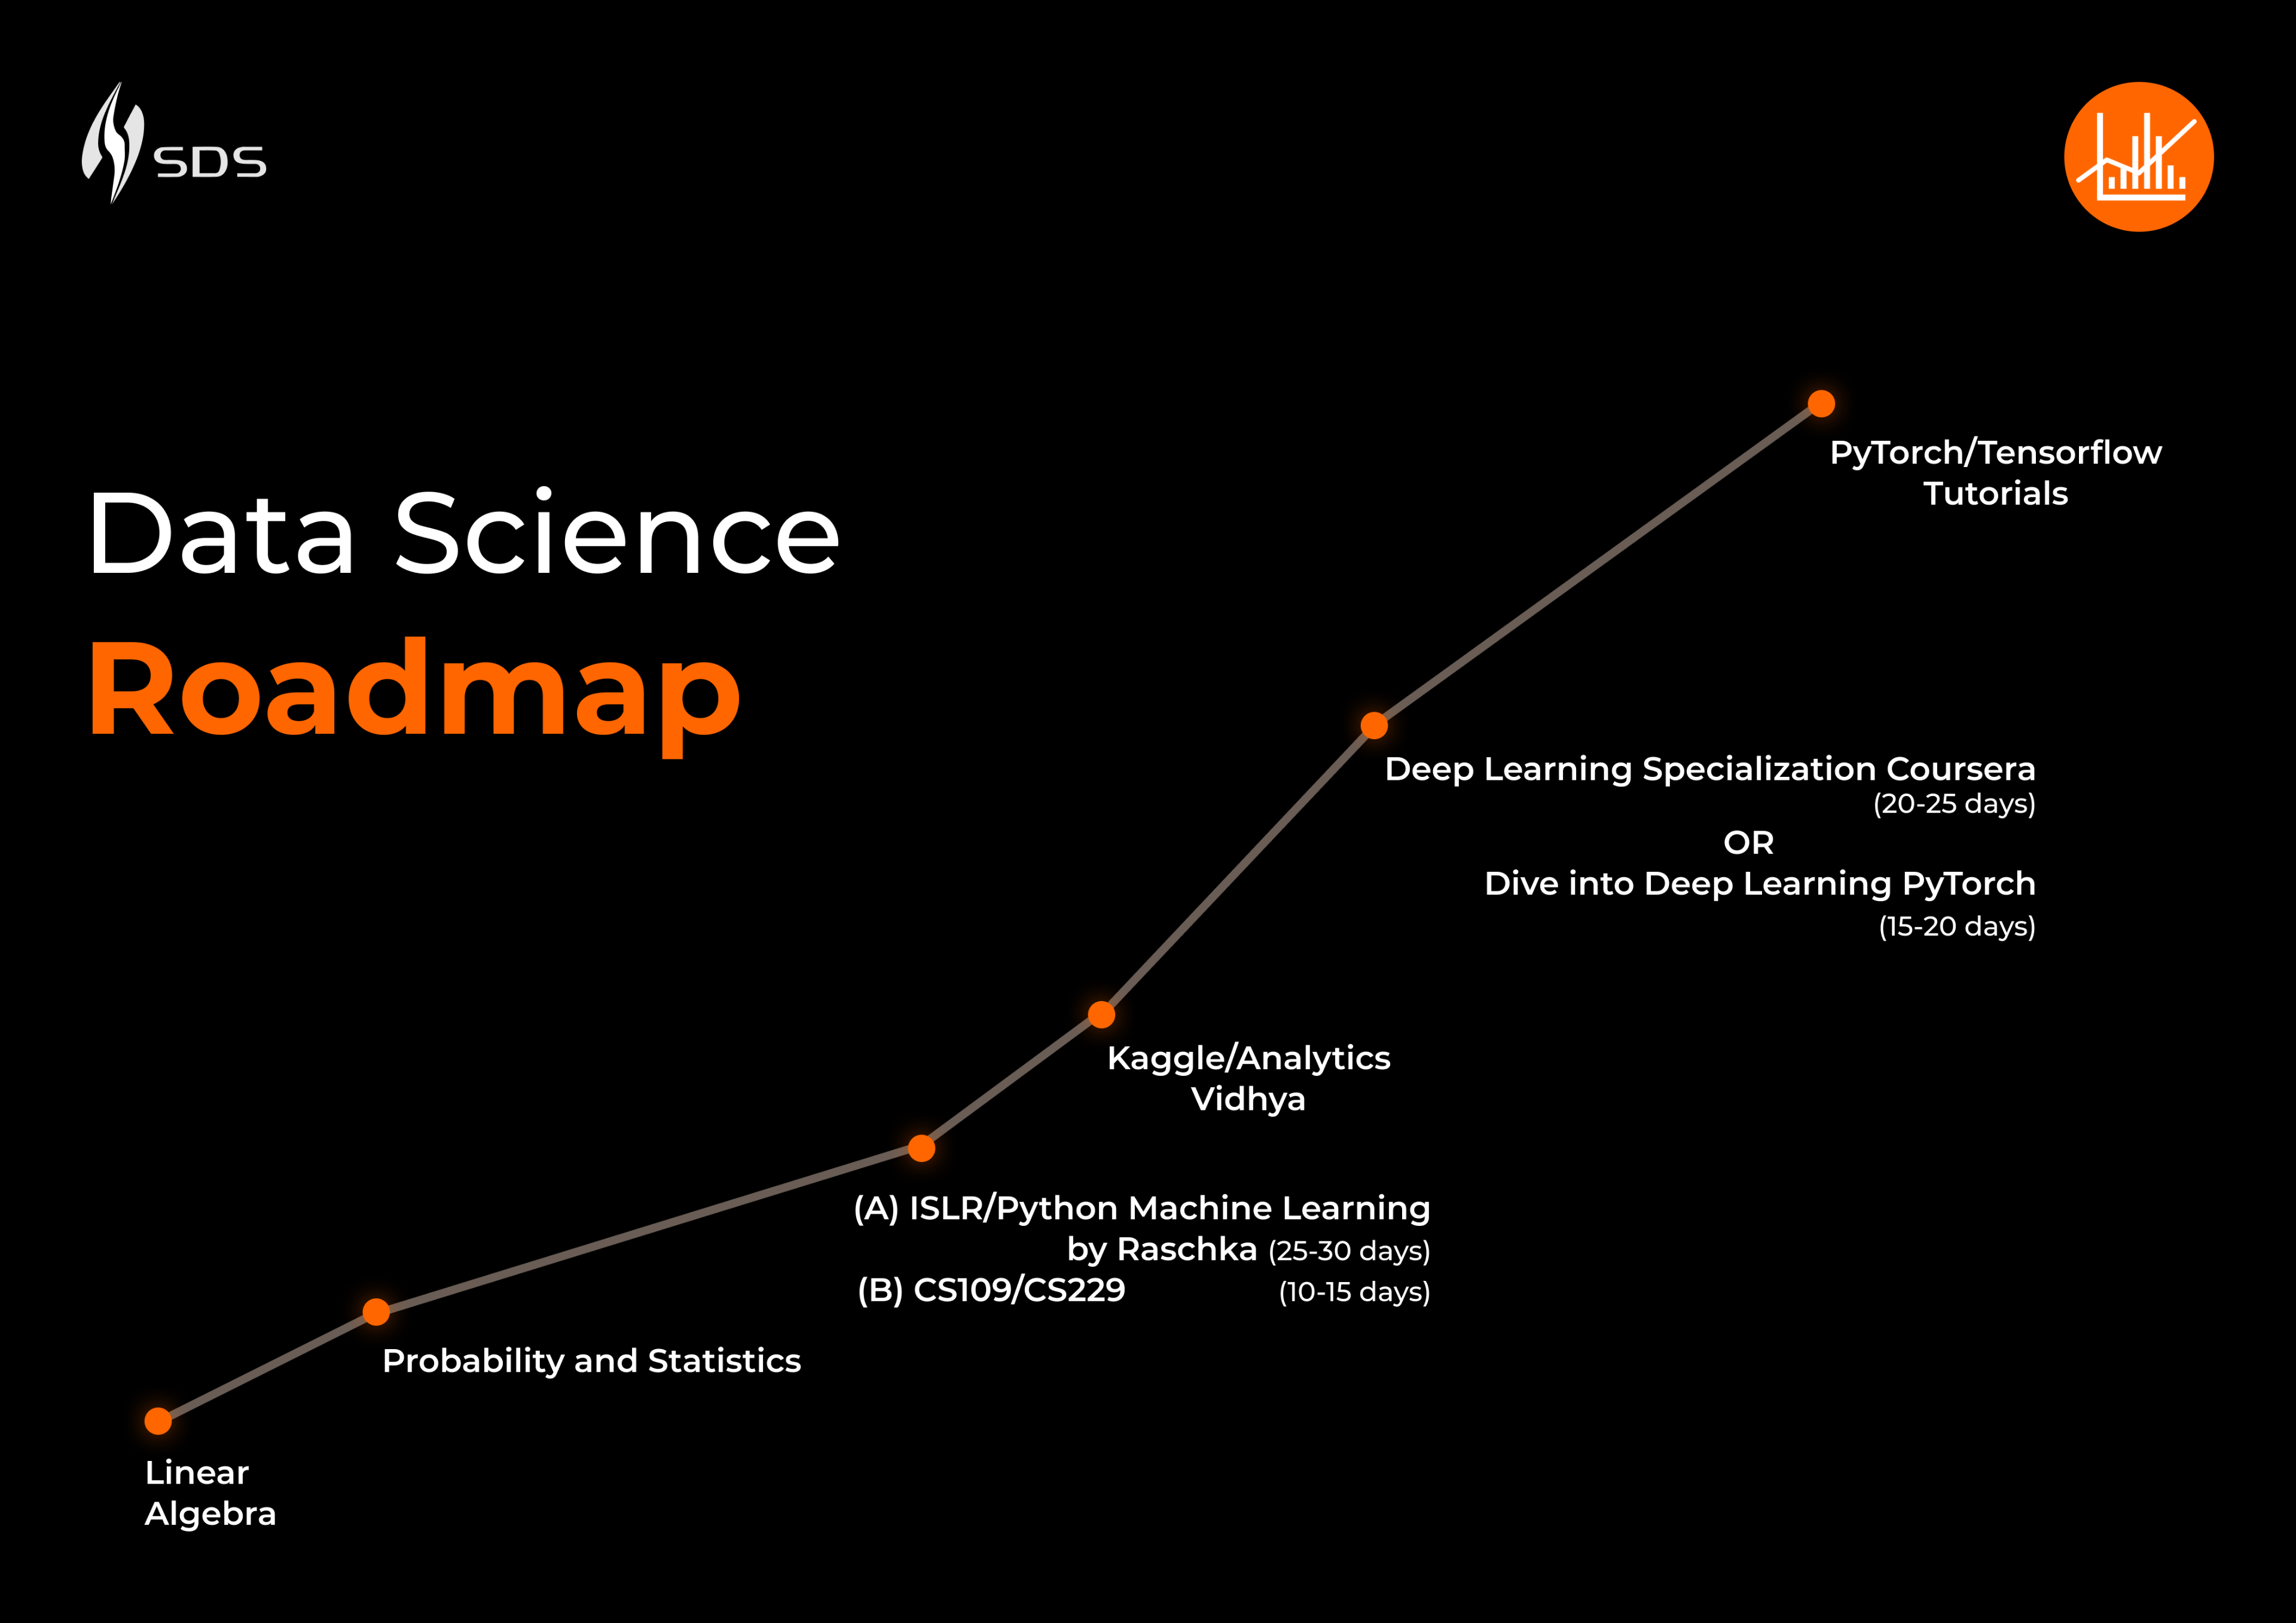 SDS
Data Science
Roadmap
PyTorch/Tensorflow
Tutorials
Deep Learning Specialization Coursera
(20-25 days)
OR
Dive into Deep Learning PyTorch
(15-20 days)
Kaggle/Analytics
Vidhya
(A) ISLR/Python Machine Learning
by Raschka (25-30 days)
(B) CS109/CS229 (10-15 days)
Probability and Statistics
Linear
Algebra